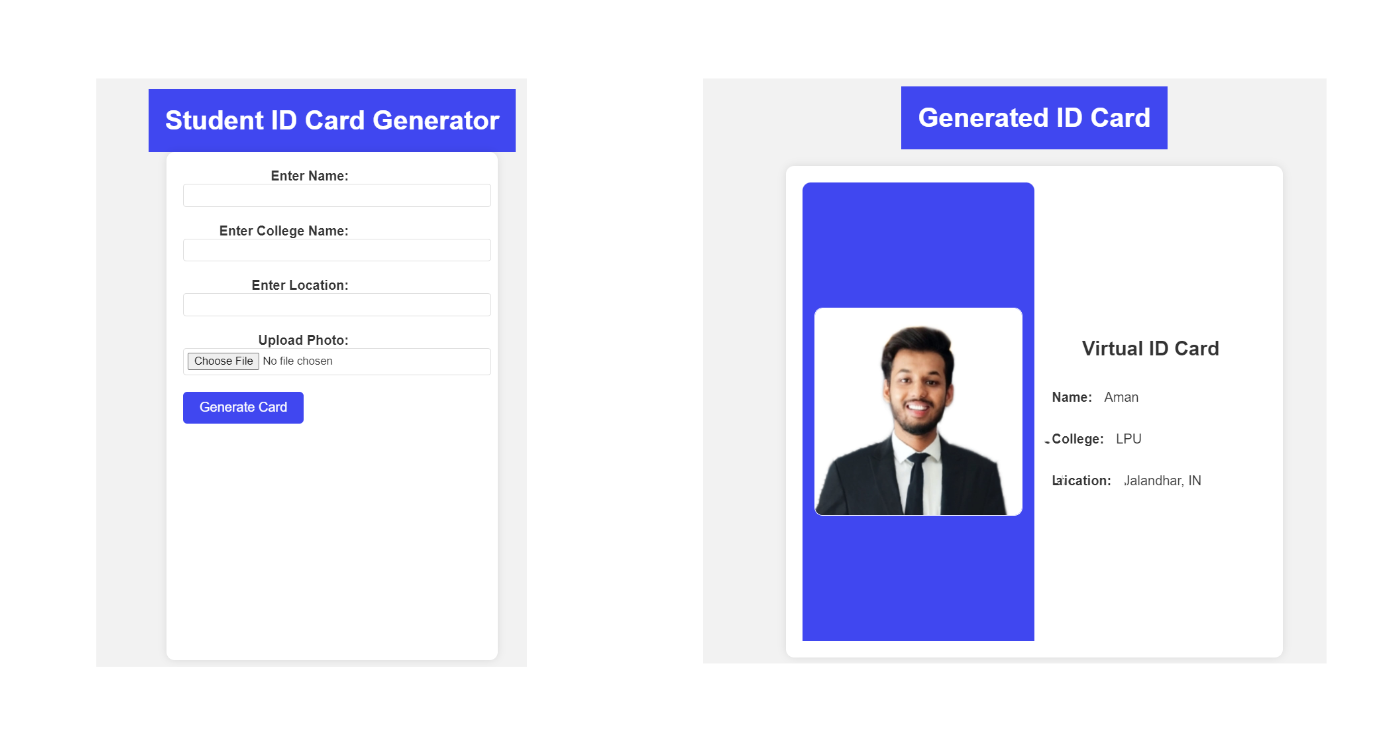 Student ID Card Generator
Enter Name:
Enter College Name:
Enter Location:
Upload Photo:
Choose File No file chosen
Generate Card
Generated ID Card
Virtual ID Card
Name: Aman
College: LPU
Location: Jalandhar, IN